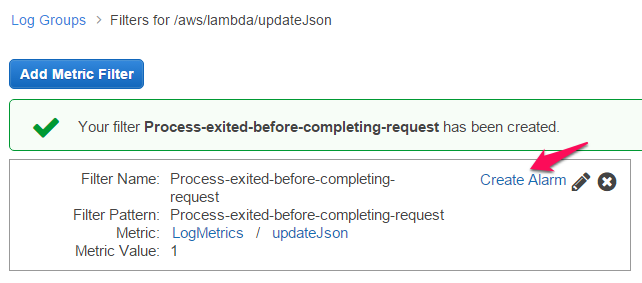 Log Groups > Filters for /aws/lambda/updateJson
Add Metric Filter
Your filter Process-exited-before-completing-request has been created.
Filter Name: Process-exited-before-completing-
request
Create Alarm
Filter Pattern: Process-exited-before-completing-request
Metric: LogMetrics / updateJson
Metric Value: 1